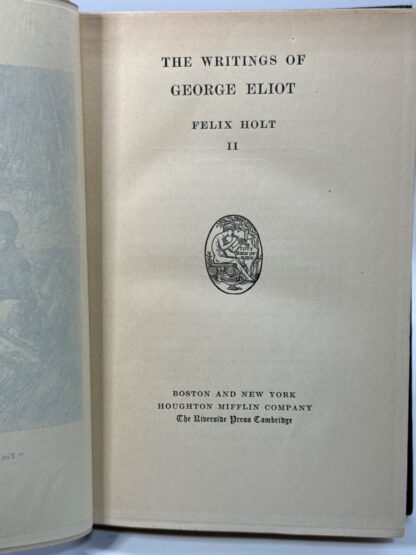 THE WRITINGS OF
GEORGE ELIOT
FELIX HOLT
II
BOSTON AND NEW YORK
HOUGHTON MIFFLIN COMPANY
The Riverside Press Cambridge